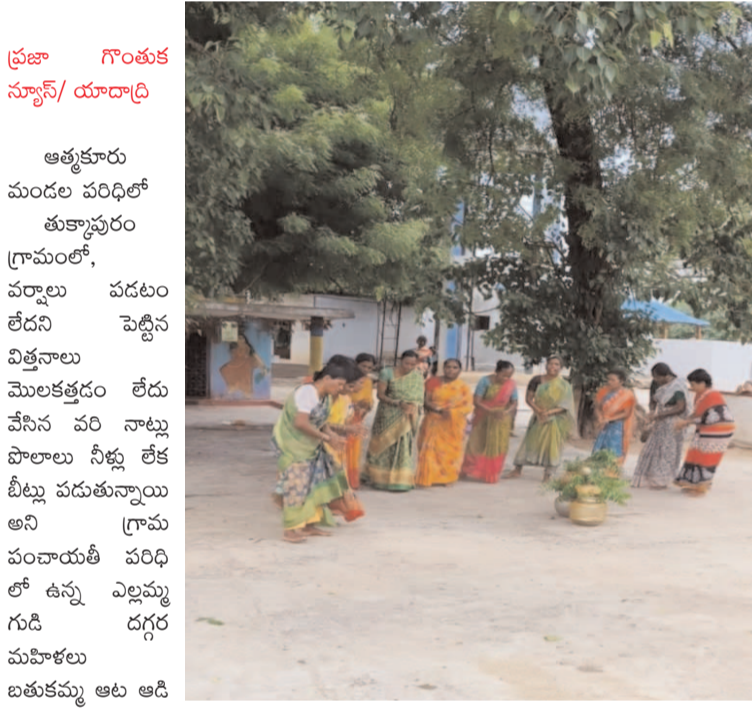 ప్రజా గొంతుక
న్యూస్/ యాదాద్రి
ఆత్మకూరు
మండల పరిధిలో
తుక్కాపురం
గ్రామంలో,
వర్షాలు పడటం
లేదని పెట్టిన
విత్తనాలు
మొలకత్తడం లేదు
వేసిన వరి నాట్లు
పొలాలు నీళ్లు లేక
బీట్లు పడుతున్నాయి
అని గ్రామ
పంచాయతీ పరిధి
లో ఉన్న ఎల్లమ్మ
గుడి దగ్గర
మహిళలు
బతుకమ్మ ఆట ఆడి